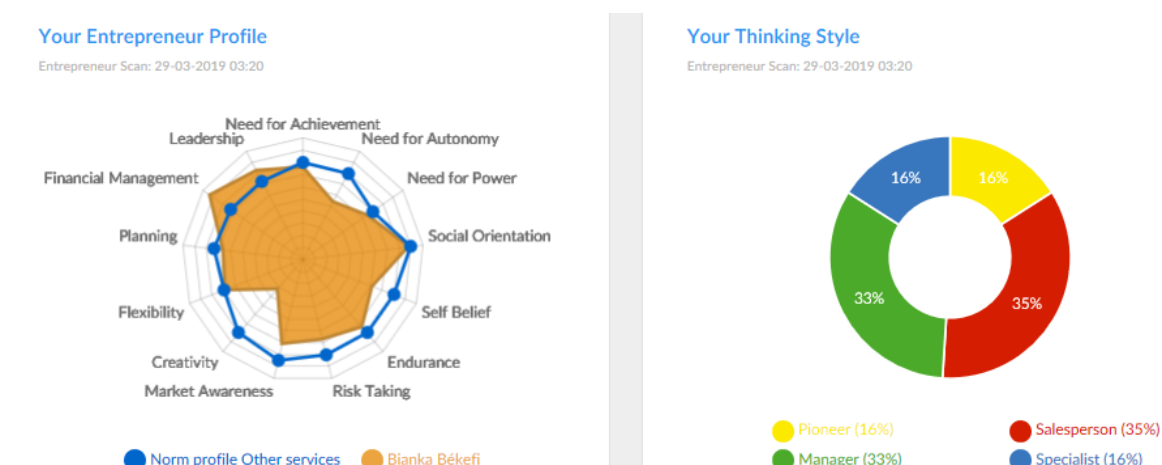 Your Entrepreneur Profile
Entrepreneur Scan: 29-03-2019 03:20
Need for Achievement
Leadership
Need for Autonomy
Financial Management
Need for Power
Planning
Social Orientation
Flexibility
Self Belief
Creativity
Endurance
Market Awareness
Risk Taking
Norm profile Other services
Bianka Békefi
Your Thinking Style
Entrepreneur Scan: 29-03-2019 03:20
16%
16%
33%
35%
Pioneer (16%)
Salesperson (35%)
Manager (33%)
Specialist (16%)